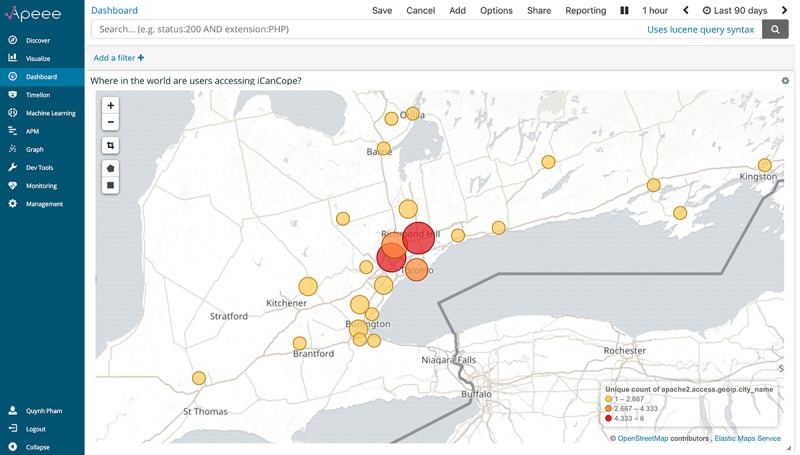 Apeee
Dashboard
Save Cancel Add Options Share Reporting 1 hour Last 90 days
Search... (e.g. status:200 AND extension:PHP)
Uses lucene query syntax
Add a filter +
Discover
Visualize
Dashboard
Timelion
Machine Learning
APM
Graph
Dev Tools
Monitoring
Management
Quynh Pham
Logout
Collapse
Where in the world are users accessing iCanCope?
+
−
Orillia
Barrie
Kingston
Richmond Hill
Toronto
Kitchener
Stratford
Burlington
Brantford
Niagara Falls
Rochester
Buffalo
St Thomas
Unique count of apache2.access.geoip.city_name
1 – 2.667
2.667 – 4.333
4.333 – 6
© OpenStreetMap contributors , Elastic Maps Service